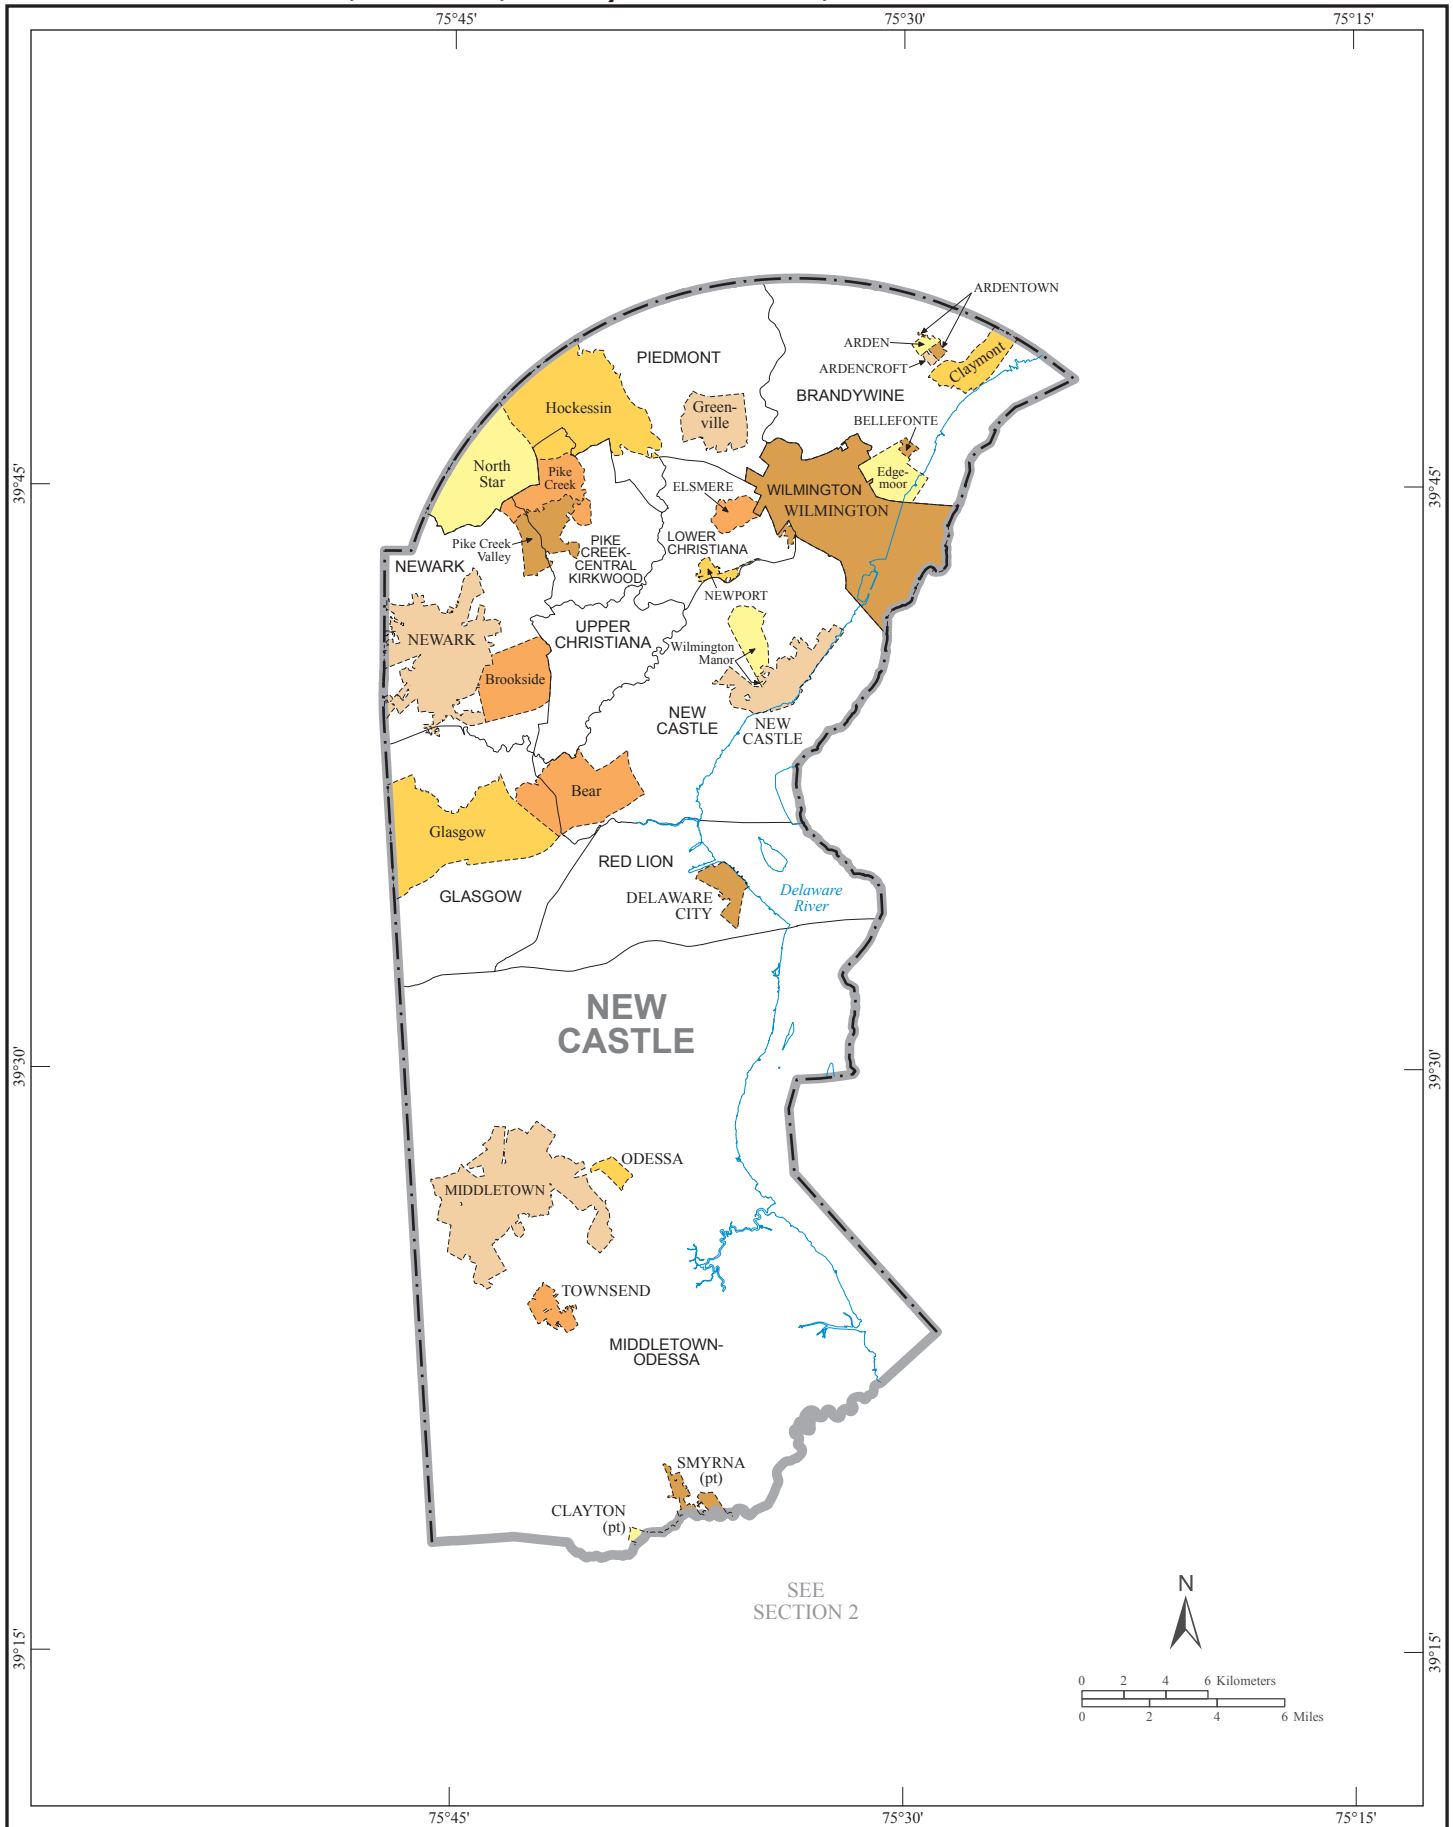 75°45'
75°30'
75°15'
ARDENTOWN
ARDEN
ARDENCROFT
Claymont
PIEDMONT
BRANDYWINE
Hockessin
Green-
ville
BELLEFONTE
39°45'
39°45'
North
Star
Pike
Creek
ELSMERE
WILMINGTON
WILMINGTON
Edge-
moor
Pike Creek
Valley
PIKE
CREEK-
CENTRAL
KIRKWOOD
LOWER
CHRISTIANA
NEWARK
NEWPORT
NEWARK
UPPER
CHRISTIANA
Wilmington
Manor
Brookside
NEW
CASTLE
NEW
CASTLE
Bear
Glasgow
RED LION
GLASGOW
DELAWARE
CITY
Delaware
River
NEW
CASTLE
39°30'
39°30'
ODESSA
MIDDLETOWN
TOWNSEND
MIDDLETOWN-
ODESSA
SMYRNA
(pt)
CLAYTON
(pt)
SEE
SECTION 2
N
39°15'
39°15'
0 2 4 6 Kilometers
0 2 4 6 Miles
75°45'
75°30'
75°15'